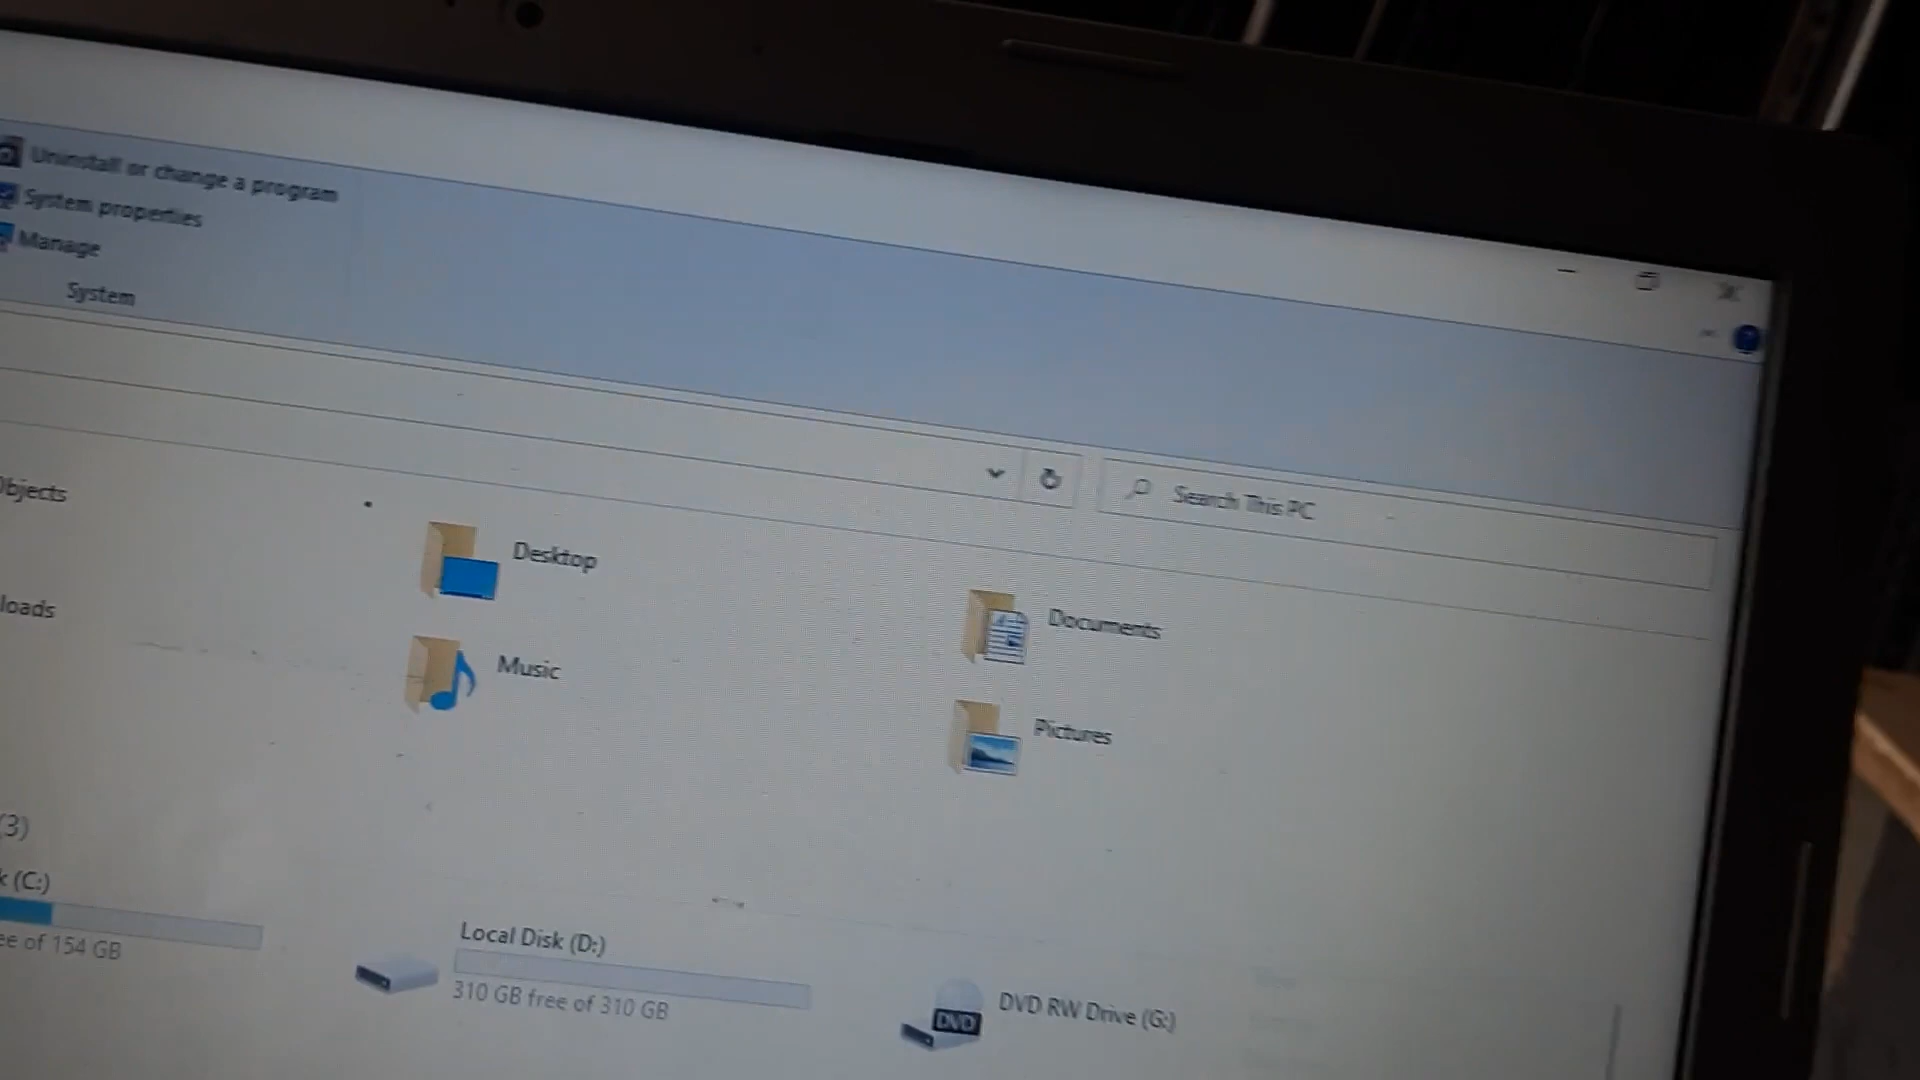 Uninstall or change a program
System properties
Manage
System
Search This PC
Objects
Desktop
Documents
loads
Music
Pictures
(3)
k (C:)
ee of 154 GB
Local Disk (D:)
310 GB free of 310 GB
DVD RW Drive (G:)
DVD